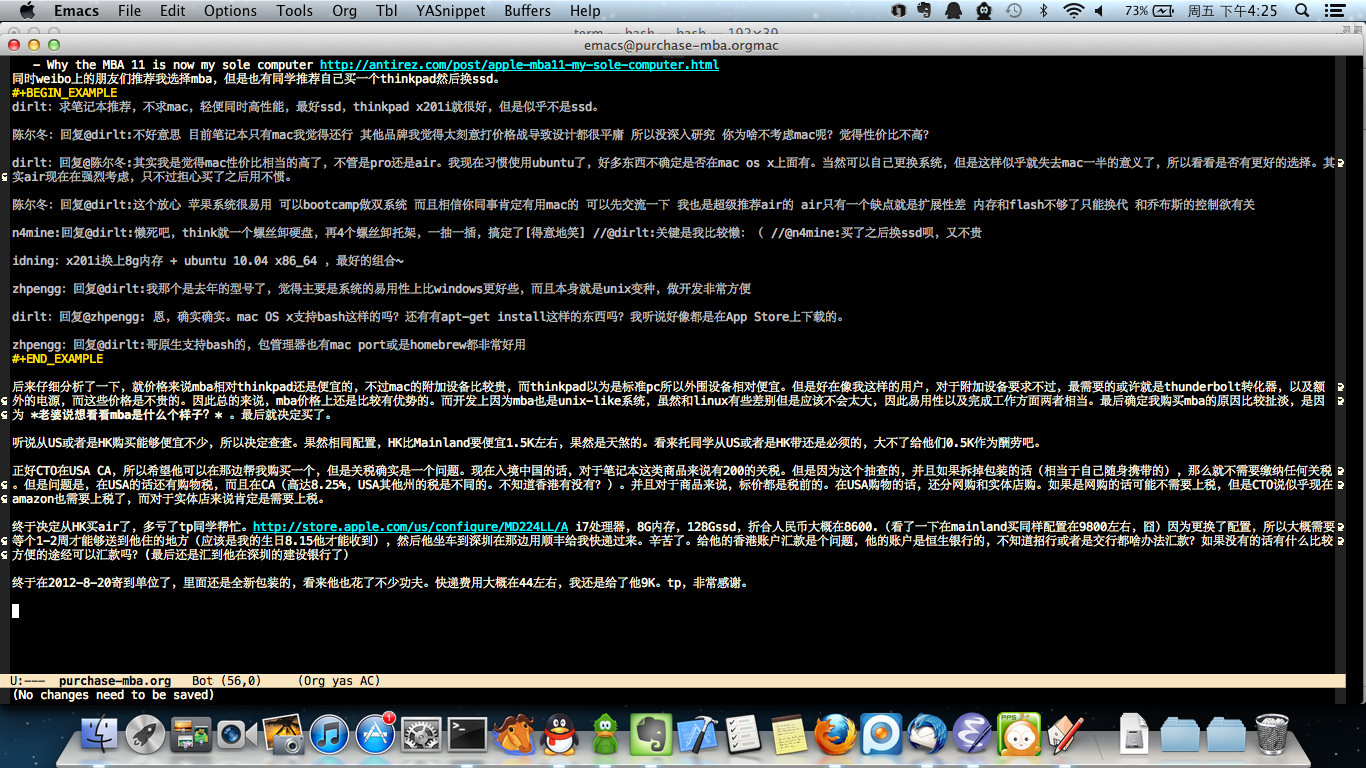 Emacs File Edit Options Tools Org Tbl YASnippet Buffers Help 73% 周五 下午4:25
term — bash — bash — 192×39
emacs@purchase-mba.orgmac
- Why the MBA 11 is now my sole computer http://antirez.com/post/apple-mba11-my-sole-computer.html
同时weibo上的朋友们推荐我选择mba，但是也有同学推荐自己买一个thinkpad然后换ssd。
#+BEGIN_EXAMPLE
dirlt: 求笔记本推荐，不求mac，轻便同时高性能，最好ssd，thinkpad x201i就很好，但是似乎不是ssd。
陈尔冬: 回复@dirlt:不好意思 目前笔记本只有mac我觉得还行 其他品牌我觉得太刻意打价格战导致设计都很平庸 所以没深入研究 你为啥不考虑mac呢？觉得性价比不高？
dirlt: 回复@陈尔冬:其实我是觉得mac性价比相当的高了，不管是pro还是air。我现在习惯使用ubuntu了，好多东西不确定是否在mac os x上面有。当然可以自己更换系统，但是这样似乎就失去mac一半的意义了，所以看看是否有更好的选择。其
实air现在在强烈考虑，只不过担心买了之后用不惯。
陈尔冬: 回复@dirlt:这个放心 苹果系统很易用 可以bootcamp做双系统 而且相信你同事肯定有用mac的 可以先交流一下 我也是超级推荐air的 air只有一个缺点就是扩展性差 内存和flash不够了只能换代 和乔布斯的控制欲有关
n4mine:回复@dirlt:懒死吧，think就一个螺丝卸硬盘，再4个螺丝卸托架，一抽一插，搞定了[得意地笑] //@dirlt:关键是我比较懒：（ //@n4mine:买了之后换ssd呗，又不贵
idning: x201i换上8g内存 + ubuntu 10.04 x86_64 ，最好的组合~
zhpengg: 回复@dirlt:我那个是去年的型号了，觉得主要是系统的易用性上比windows更好些，而且本身就是unix变种，做开发非常方便
dirlt: 回复@zhpengg: 恩，确实确实。mac OS x支持bash这样的吗？还有有apt-get install这样的东西吗？我听说好像都是在App Store上下载的。
zhpengg: 回复@dirlt:哥原生支持bash的，包管理器也有mac port或是homebrew都非常好用
#+END_EXAMPLE
后来仔细分析了一下，就价格来说mba相对thinkpad还是便宜的，不过mac的附加设备比较贵，而thinkpad以为是标准pc所以外围设备相对便宜。但是好在像我这样的用户，对于附加设备要求不过，最需要的或许就是thunderbolt转化器，以及额
外的电源，而这些价格是不贵的。因此总的来说，mba价格上还是比较有优势的。而开发上因为mba也是unix-like系统，虽然和linux有些差别但是应该不会太大，因此易用性以及完成工作方面两者相当。最后确定我购买mba的原因比较扯淡，是因
为 *老婆说想看看mba是什么个样子？* 。最后就决定买了。
听说从US或者是HK购买能够便宜不少，所以决定查查。果然相同配置，HK比Mainland要便宜1.5K左右，果然是天煞的。看来托同学从US或者是HK带还是必须的，大不了给他们0.5K作为酬劳吧。
正好CTO在USA CA，所以希望他可以在那边帮我购买一个，但是关税确实是一个问题。现在入境中国的话，对于笔记本这类商品来说有200的关税。但是因为这个抽查的，并且如果拆掉包装的话（相当于自己随身携带的），那么就不需要缴纳任何关税
。但是问题是，在USA的话还有购物税，而且在CA（高达8.25%，USA其他州的税是不同的。不知道香港有没有？）。并且对于商品来说，标价都是税前的。在USA购物的话，还分网购和实体店购。如果是网购的话可能不需要上税，但是CTO说似乎现在
amazon也需要上税了，而对于实体店来说肯定是需要上税。
终于决定从HK买air了，多亏了tp同学帮忙。http://store.apple.com/us/configure/MD224LL/A i7处理器，8G内存，128Gssd，折合人民币大概在8600.（看了一下在mainland买同样配置在9800左右，囧）因为更换了配置，所以大概需要
等个1-2周才能够送到他住的地方（应该是我的生日8.15他才能收到），然后他坐车到深圳在那边用顺丰给我快递过来。辛苦了。给他的香港账户汇款是个问题，他的账户是恒生银行的，不知道招行或者是交行都啥办法汇款？如果没有的话有什么比较
方便的途经可以汇款吗？（最后还是汇到他在深圳的建设银行了）
终于在2012-8-20寄到单位了，里面还是全新包装的，看来他也花了不少功夫。快递费用大概在44左右，我还是给了他9K。tp，非常感谢。
U:--- purchase-mba.org Bot (56,0) (Org yas AC)
(No changes need to be saved)
1
PPS